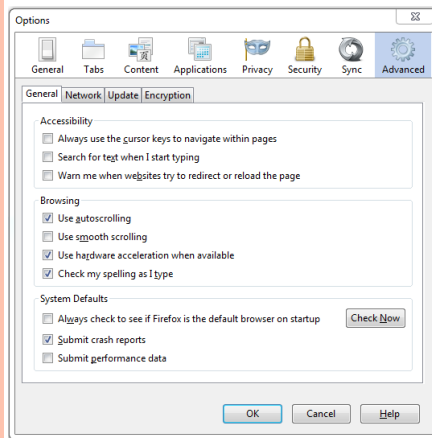 Options
General Tabs Content Applications Privacy Security Sync Advanced
General Network Update Encryption
Accessibility
Always use the cursor keys to navigate within pages
Search for text when I start typing
Warn me when websites try to redirect or reload the page
Browsing
Use autoscrolling
Use smooth scrolling
Use hardware acceleration when available
Check my spelling as I type
System Defaults
Always check to see if Firefox is the default browser on startup Check Now
Submit crash reports
Submit performance data
OK Cancel Help